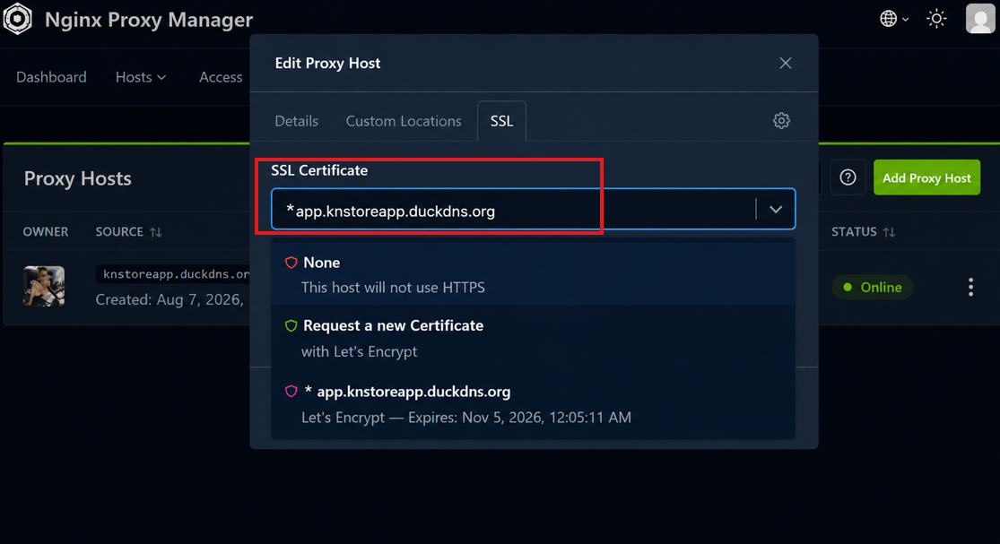 Nginx Proxy Manager
Edit Proxy Host
Dashboard
Hosts
Access
Details
Custom Locations
SSL
SSL Certificate
*app.knstoreapp.duckdns.org
Proxy Hosts
Add Proxy Host
OWNER
SOURCE
STATUS
None
This host will not use HTTPS
knstoreapp.duckdns.or
Created: Aug 7, 2026,
Online
Request a new Certificate
with Let's Encrypt
* app.knstoreapp.duckdns.org
Let's Encrypt — Expires: Nov 5, 2026, 12:05:11 AM